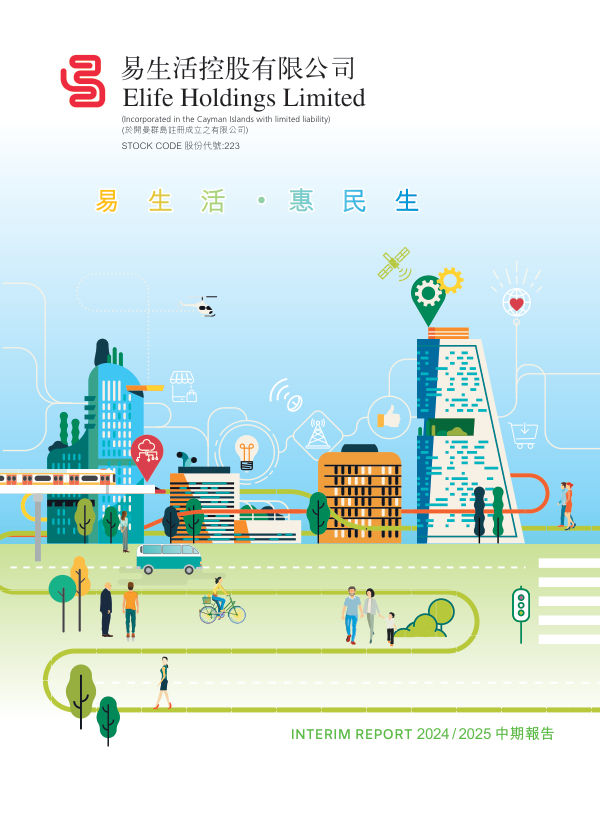 易生活控股有限公司
Elife Holdings Limited
(Incorporated in the Cayman Islands with limited liability)
(於開曼群島註冊成立之有限公司)
STOCK CODE 股份代號:223
易生活·惠民生
INTERIM REPORT 2024/2025 中期報告